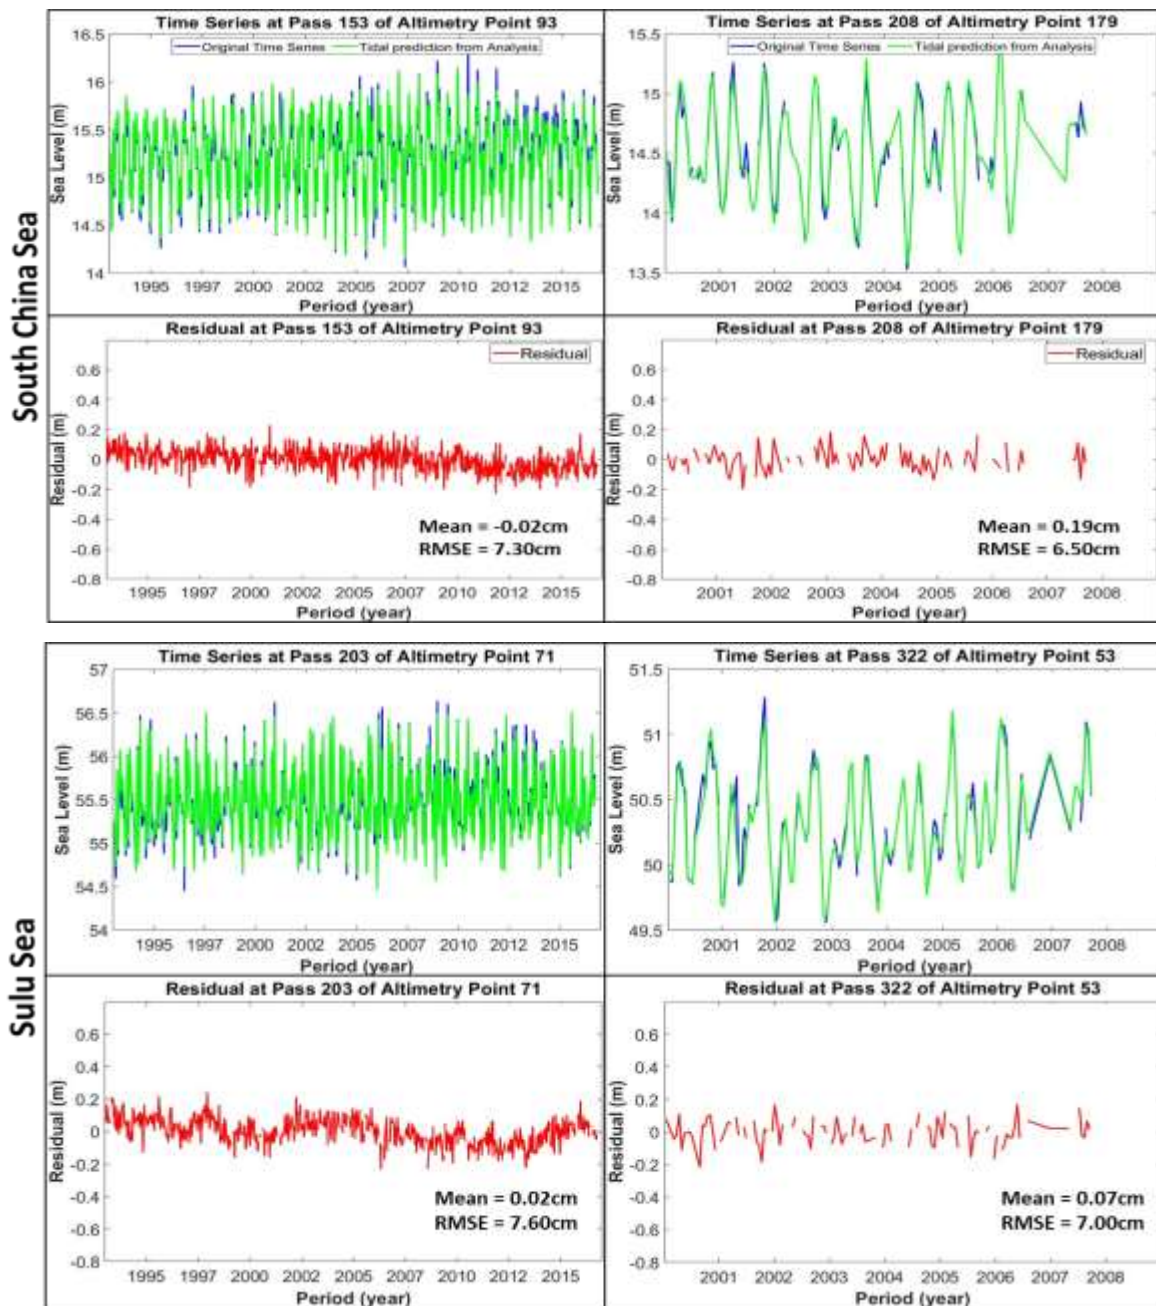 South China Sea
Time Series at Pass 153 of Altimetry Point 93
Original Time Series
Tidal prediction from Analysis
16.5
16
15.5
15
14.5
14
Sea Level (m)
1995 1997 2000 2002 2005 2007 2010 2012 2015
Period (year)
Time Series at Pass 208 of Altimetry Point 179
Original Time Series
Tidal prediction from Analysis
15.5
15
14.5
14
13.5
Sea Level (m)
2001 2002 2003 2004 2005 2006 2007 2008
Period (year)
Residual at Pass 153 of Altimetry Point 93
Residual
0.6
0.4
0.2
0
-0.2
-0.4
-0.6
-0.8
Residual (m)
Mean = -0.02cm
RMSE = 7.30cm
1995 1997 2000 2002 2005 2007 2010 2012 2015
Period (year)
Residual at Pass 208 of Altimetry Point 179
Residual
0.6
0.4
0.2
0
-0.2
-0.4
-0.6
-0.8
Residual (m)
Mean = 0.19cm
RMSE = 6.50cm
2001 2002 2003 2004 2005 2006 2007 2008
Period (year)
Sulu Sea
Time Series at Pass 203 of Altimetry Point 71
57
56.5
56
55.5
55
54.5
54
Sea Level (m)
1995 1997 2000 2002 2005 2007 2010 2012 2015
Period (year)
Time Series at Pass 322 of Altimetry Point 53
51.5
51
50.5
50
49.5
Sea Level (m)
2001 2002 2003 2004 2005 2006 2007 2008
Period (year)
Residual at Pass 203 of Altimetry Point 71
0.6
0.4
0.2
0
-0.2
-0.4
-0.6
-0.8
Residual (m)
Mean = 0.02cm
RMSE = 7.60cm
1995 1997 2000 2002 2005 2007 2010 2012 2015
Period (year)
Residual at Pass 322 of Altimetry Point 53
0.6
0.4
0.2
0
-0.2
-0.4
-0.6
-0.8
Residual (m)
Mean = 0.07cm
RMSE = 7.00cm
2001 2002 2003 2004 2005 2006 2007 2008
Period (year)